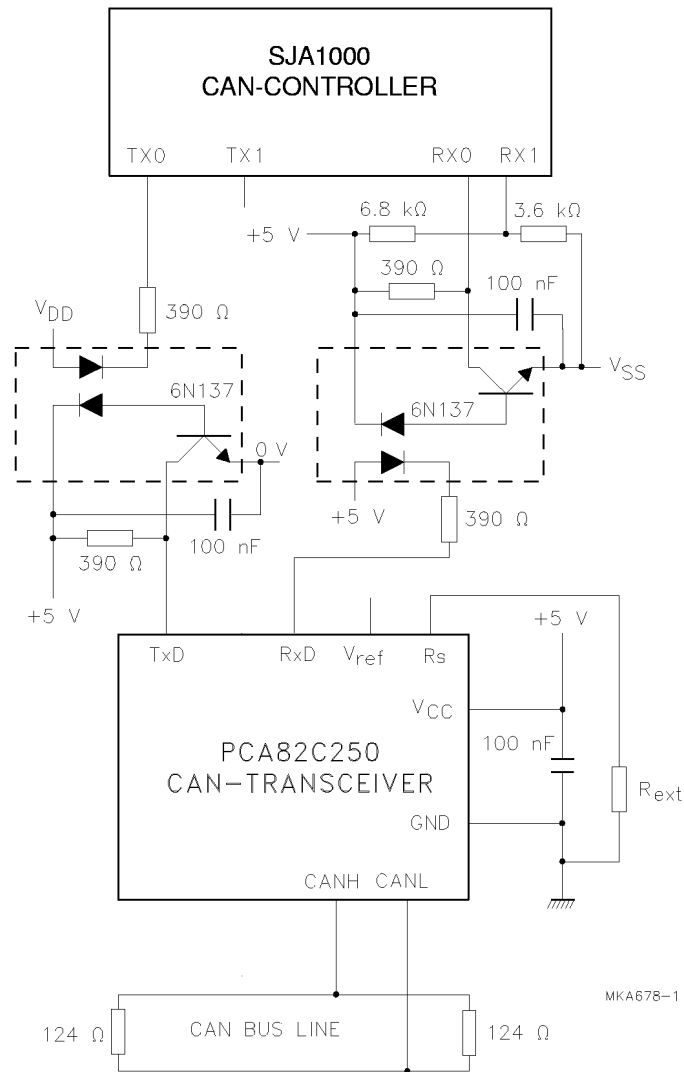 SJA1000
CAN-CONTROLLER
TX0
TX1
RX0
RX1
6.8 kΩ
3.6 kΩ
+5 V
390 Ω
100 nF
VDD
390 Ω
6N137
VSS
6N137
0 V
+5 V
390 Ω
100 nF
390 Ω
+5 V
+5 V
TxD
RxD
Vref
Rs
VCC
PCA82C250
CAN-TRANSCEIVER
100 nF
Rext
GND
CANH
CANL
MKA678-1
124 Ω
CAN BUS LINE
124 Ω